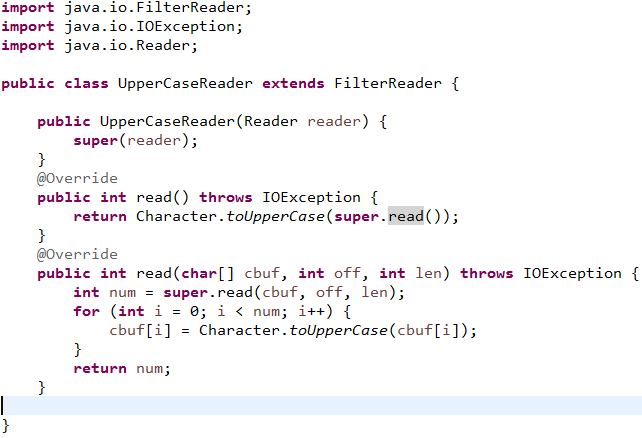 import java.io.FilterReader;
import java.io.IOException;
import java.io.Reader;

public class UpperCaseReader extends FilterReader {

    public UpperCaseReader(Reader reader) {
        super(reader);
    }
    @Override
    public int read() throws IOException {
        return Character.toUpperCase(super.read());
    }
    @Override
    public int read(char[] cbuf, int off, int len) throws IOException {
        int num = super.read(cbuf, off, len);
        for (int i = 0; i < num; i++) {
            cbuf[i] = Character.toUpperCase(cbuf[i]);
        }
        return num;
    }

}